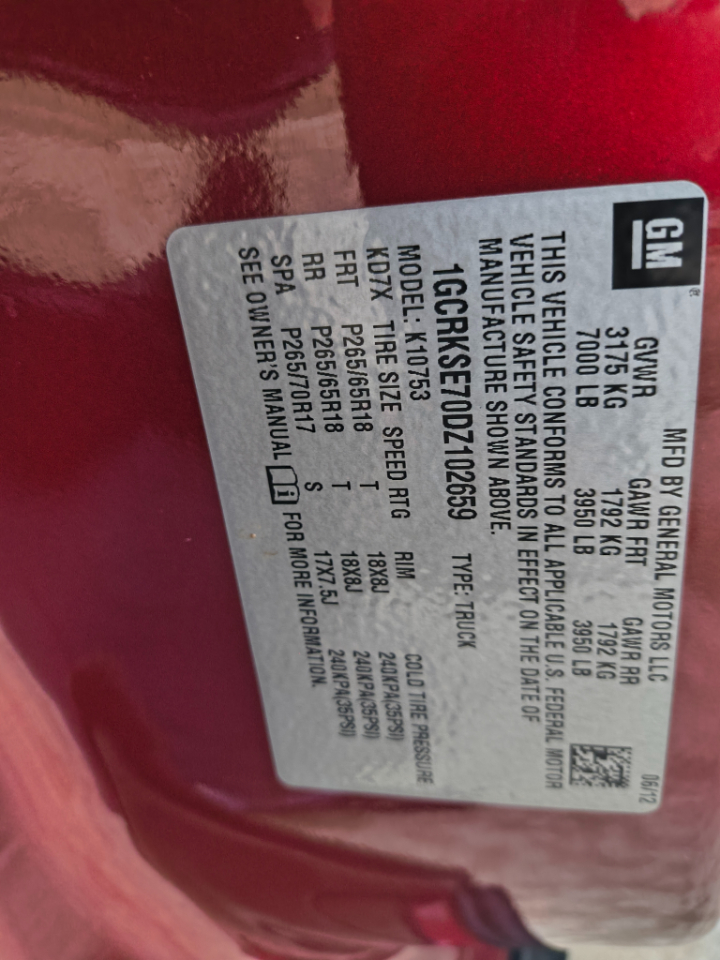 GM
MFD BY GENERAL MOTORS LLC 06/12
GVWR GAWR FRT GAWR RR
3175 KG 1792 KG 1792 KG
7000 LB 3950 LB 3950 LB
THIS VEHICLE CONFORMS TO ALL APPLICABLE U.S. FEDERAL MOTOR
VEHICLE SAFETY STANDARDS IN EFFECT ON THE DATE OF
MANUFACTURE SHOWN ABOVE.
1GCRKSE70DZ102659 TYPE: TRUCK
MODEL: K10753
KD7X TIRE SIZE SPEED RTG RIM COLD TIRE PRESSURE
FRT P265/65R18 T 18X8J 240KPA(35PSI)
RR P265/65R18 T 18X8J 240KPA(35PSI)
SPA P265/70R17 S 17X7.5J 240KPA(35PSI)
SEE OWNER'S MANUAL FOR MORE INFORMATION.